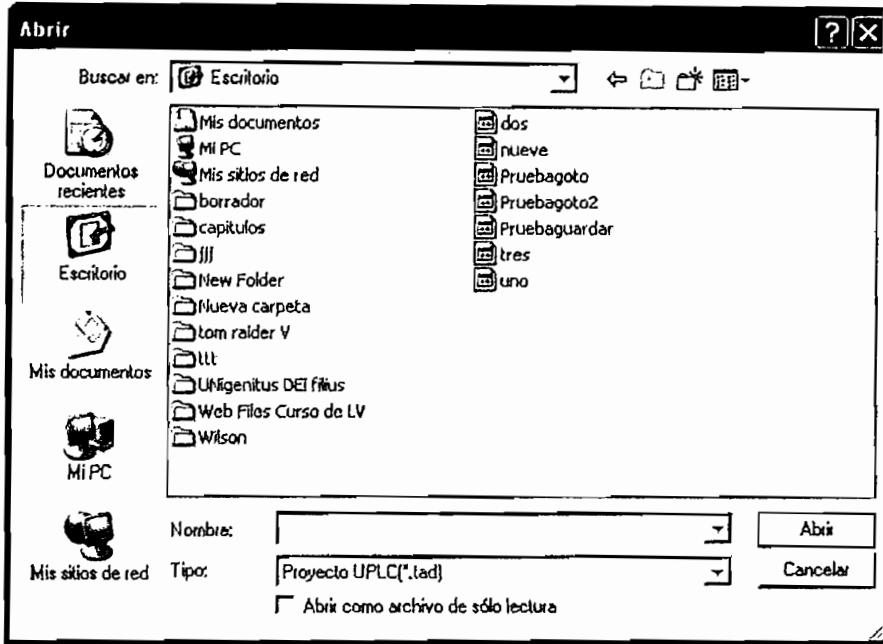 Abrir
Buscar en: Escritorio
Documentos
recientes
Escritorio
Mis documentos
Mi PC
Mis sitios de red
Mis documentos
Mi PC
Mis sitios de red
borrador
capitulos
jjj
New Folder
Nueva carpeta
tom raider V
ttt
UNigenitus DEI filius
Web Files Curso de LV
Wilson
dos
nueve
Pruebagoto
Pruebagoto2
Pruebaguardar
tres
uno
Nombre:
Abrir
Tipo: Proyecto UPLC(*.lad)
Cancelar
Abrir como archivo de sólo lectura